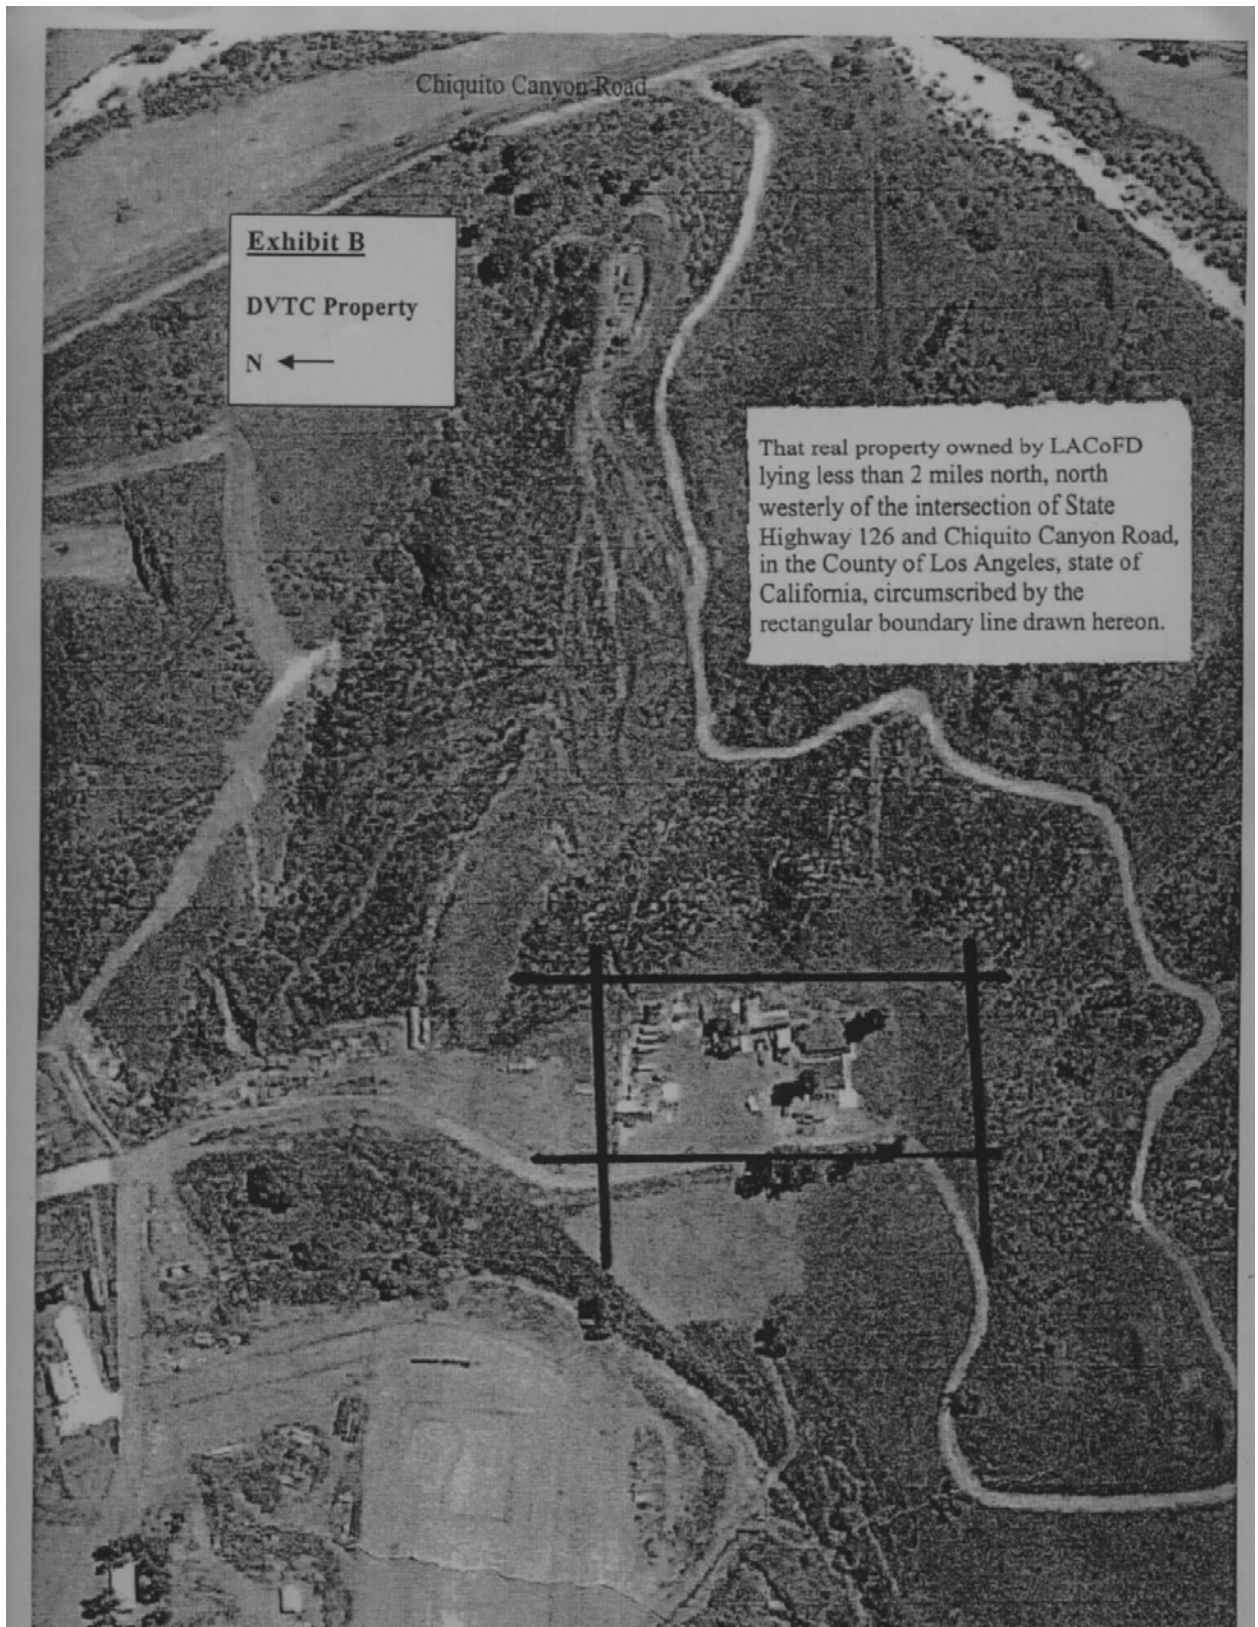 Chiquito Canyon Road
Exhibit B
DVTC Property
N
That real property owned by LACoFD
lying less than 2 miles north, north
westerly of the intersection of State
Highway 126 and Chiquito Canyon Road,
in the County of Los Angeles, state of
California, circumscribed by the
rectangular boundary line drawn hereon.